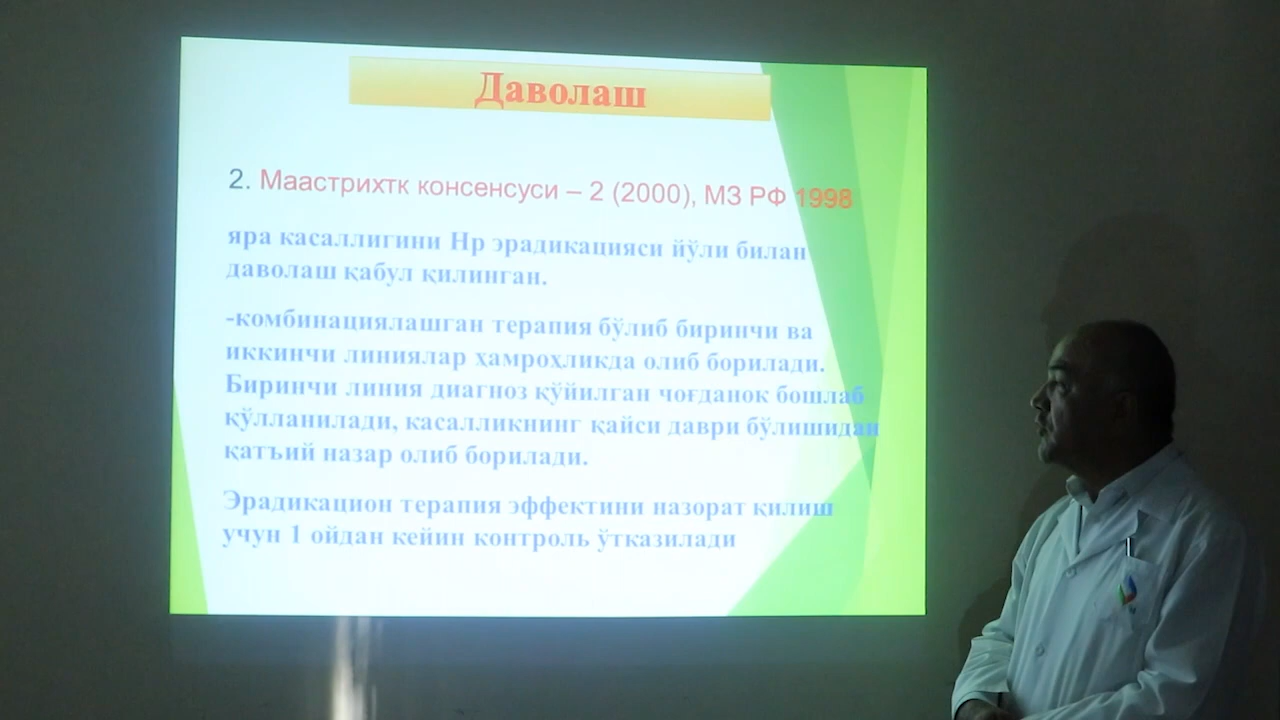 Даволаш
2. Маастрихтк консенсуси – 2 (2000), МЗ РФ 1998
яра касаллигини Нр эрадикацияси йўли билан
даволаш қабул қилинган.
-комбинациялашган терапия бўлиб биринчи ва
иккинчи линиялар ҳамроҳликда олиб борилади.
Биринчи линия диагноз қўйилган чоғданок бошлаб
қўлланилади, касалликнинг қайси даври бўлишидан
қатъий назар олиб борилади.
Эрадикацион терапия эффектини назорат қилиш
учун 1 ойдан кейин контроль ўтказилади